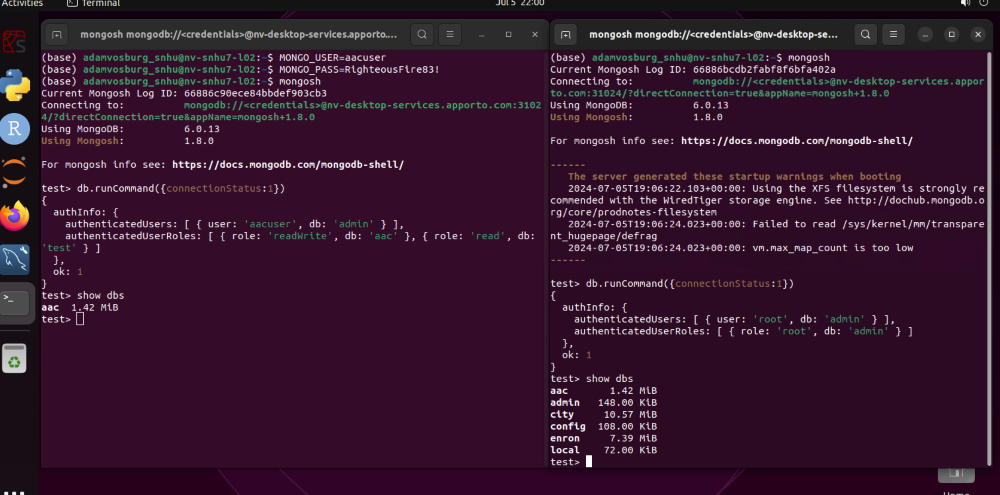 Activities
Terminal
Jul 5 22:00
mongosh mongodb://<credentials>@nv-desktop-services.apporto....
(base) adamvosburg_snhu@nv-snhu7-l02:~$ MONGO_USER=aacuser
(base) adamvosburg_snhu@nv-snhu7-l02:~$ MONGO_PASS=RighteousFire83!
(base) adamvosburg_snhu@nv-snhu7-l02:~$ mongosh
Current Mongosh Log ID: 66886c90ece84bbdef903cb3
Connecting to:          mongodb://<credentials>@nv-desktop-services.apporto.com:3102
4/?directConnection=true&appName=mongosh+1.8.0
Using MongoDB:          6.0.13
Using Mongosh:          1.8.0
For mongosh info see: https://docs.mongodb.com/mongodb-shell/
test> db.runCommand({connectionStatus:1})
{
  authInfo: {
    authenticatedUsers: [ { user: 'aacuser', db: 'admin' } ],
    authenticatedUserRoles: [ { role: 'readWrite', db: 'aac' }, { role: 'read', db:
'test' } ]
  },
  ok: 1
}
test> show dbs
aac  1.42 MiB
test>
mongosh mongodb://<credentials>@nv-desktop-se...
(base) adamvosburg_snhu@nv-snhu7-l02:~$ mongosh
Current Mongosh Log ID: 66886bcdb2fabf8f6bfa402a
Connecting to:          mongodb://<credentials>@nv-desktop-services.appor
to.com:31024/?directConnection=true&appName=mongosh+1.8.0
Using MongoDB:          6.0.13
Using Mongosh:          1.8.0
For mongosh info see: https://docs.mongodb.com/mongodb-shell/
------
   The server generated these startup warnings when booting
   2024-07-05T19:06:22.103+00:00: Using the XFS filesystem is strongly re
commended with the WiredTiger storage engine. See http://dochub.mongodb.o
rg/core/prodnotes-filesystem
   2024-07-05T19:06:24.023+00:00: Failed to read /sys/kernel/mm/transpare
nt_hugepage/defrag
   2024-07-05T19:06:24.023+00:00: vm.max_map_count is too low
------
test> db.runCommand({connectionStatus:1})
{
  authInfo: {
    authenticatedUsers: [ { user: 'root', db: 'admin' } ],
    authenticatedUserRoles: [ { role: 'root', db: 'admin' } ]
  },
  ok: 1
}
test> show dbs
aac       1.42 MiB
admin   148.00 KiB
city     10.57 MiB
config  108.00 KiB
enron     7.39 MiB
local    72.00 KiB
test>
R
Home